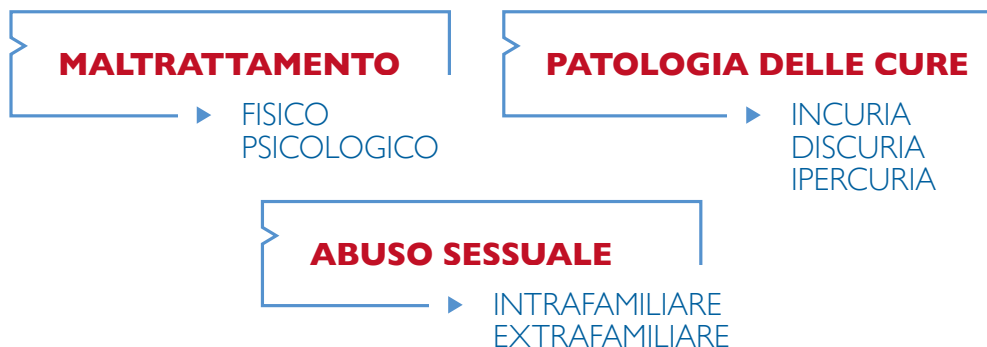 MALTRATTAMENTO
FISICO
PSICOLOGICO
PATOLOGIA DELLE CURE
INCURIA
DISCURIA
IPERCURIA
ABUSO SESSUALE
INTRAFAMILIARE
EXTRAFAMILIARE